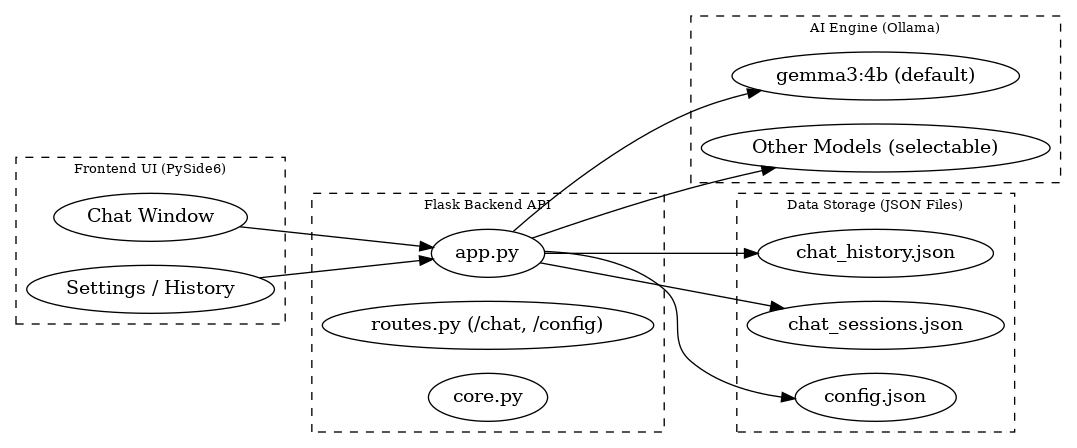 Frontend UI (PySide6)
Chat Window
Settings / History
Flask Backend API
app.py
routes.py (/chat, /config)
core.py
AI Engine (Ollama)
gemma3:4b (default)
Other Models (selectable)
Data Storage (JSON Files)
chat_history.json
chat_sessions.json
config.json